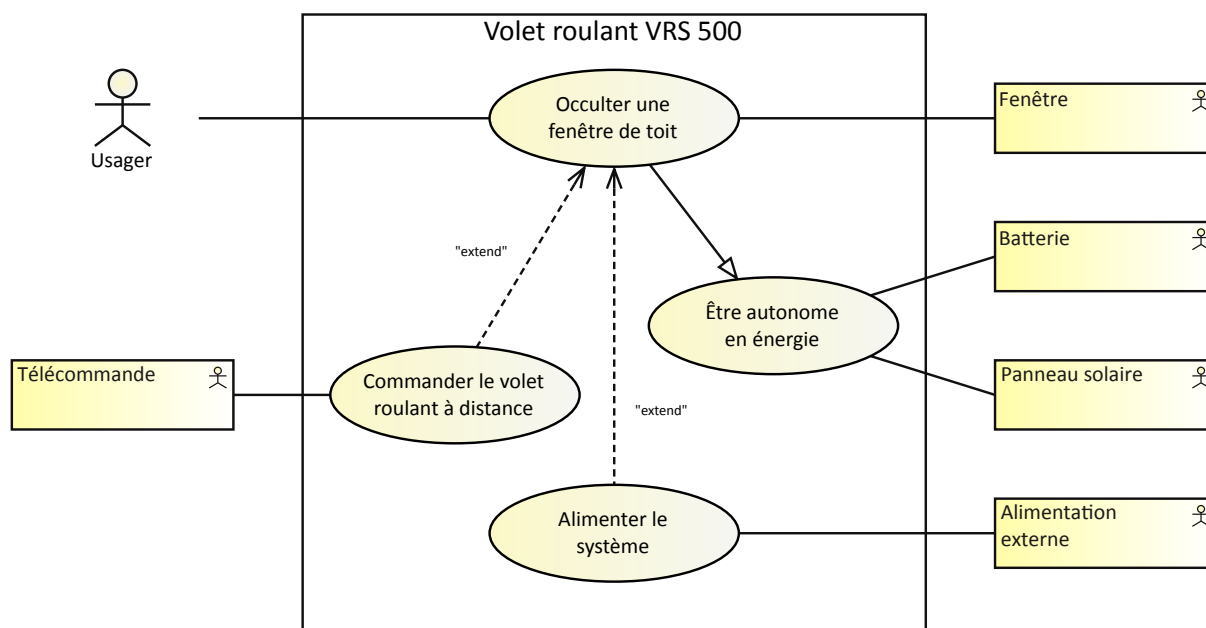 Volet roulant VRS 500
Usager
Occulter une
fenêtre de toit
Fenêtre
Batterie
"extend"
Être autonome
en énergie
Télécommande
Commander le volet
roulant à distance
Panneau solaire
"extend"
Alimenter le
système
Alimentation
externe